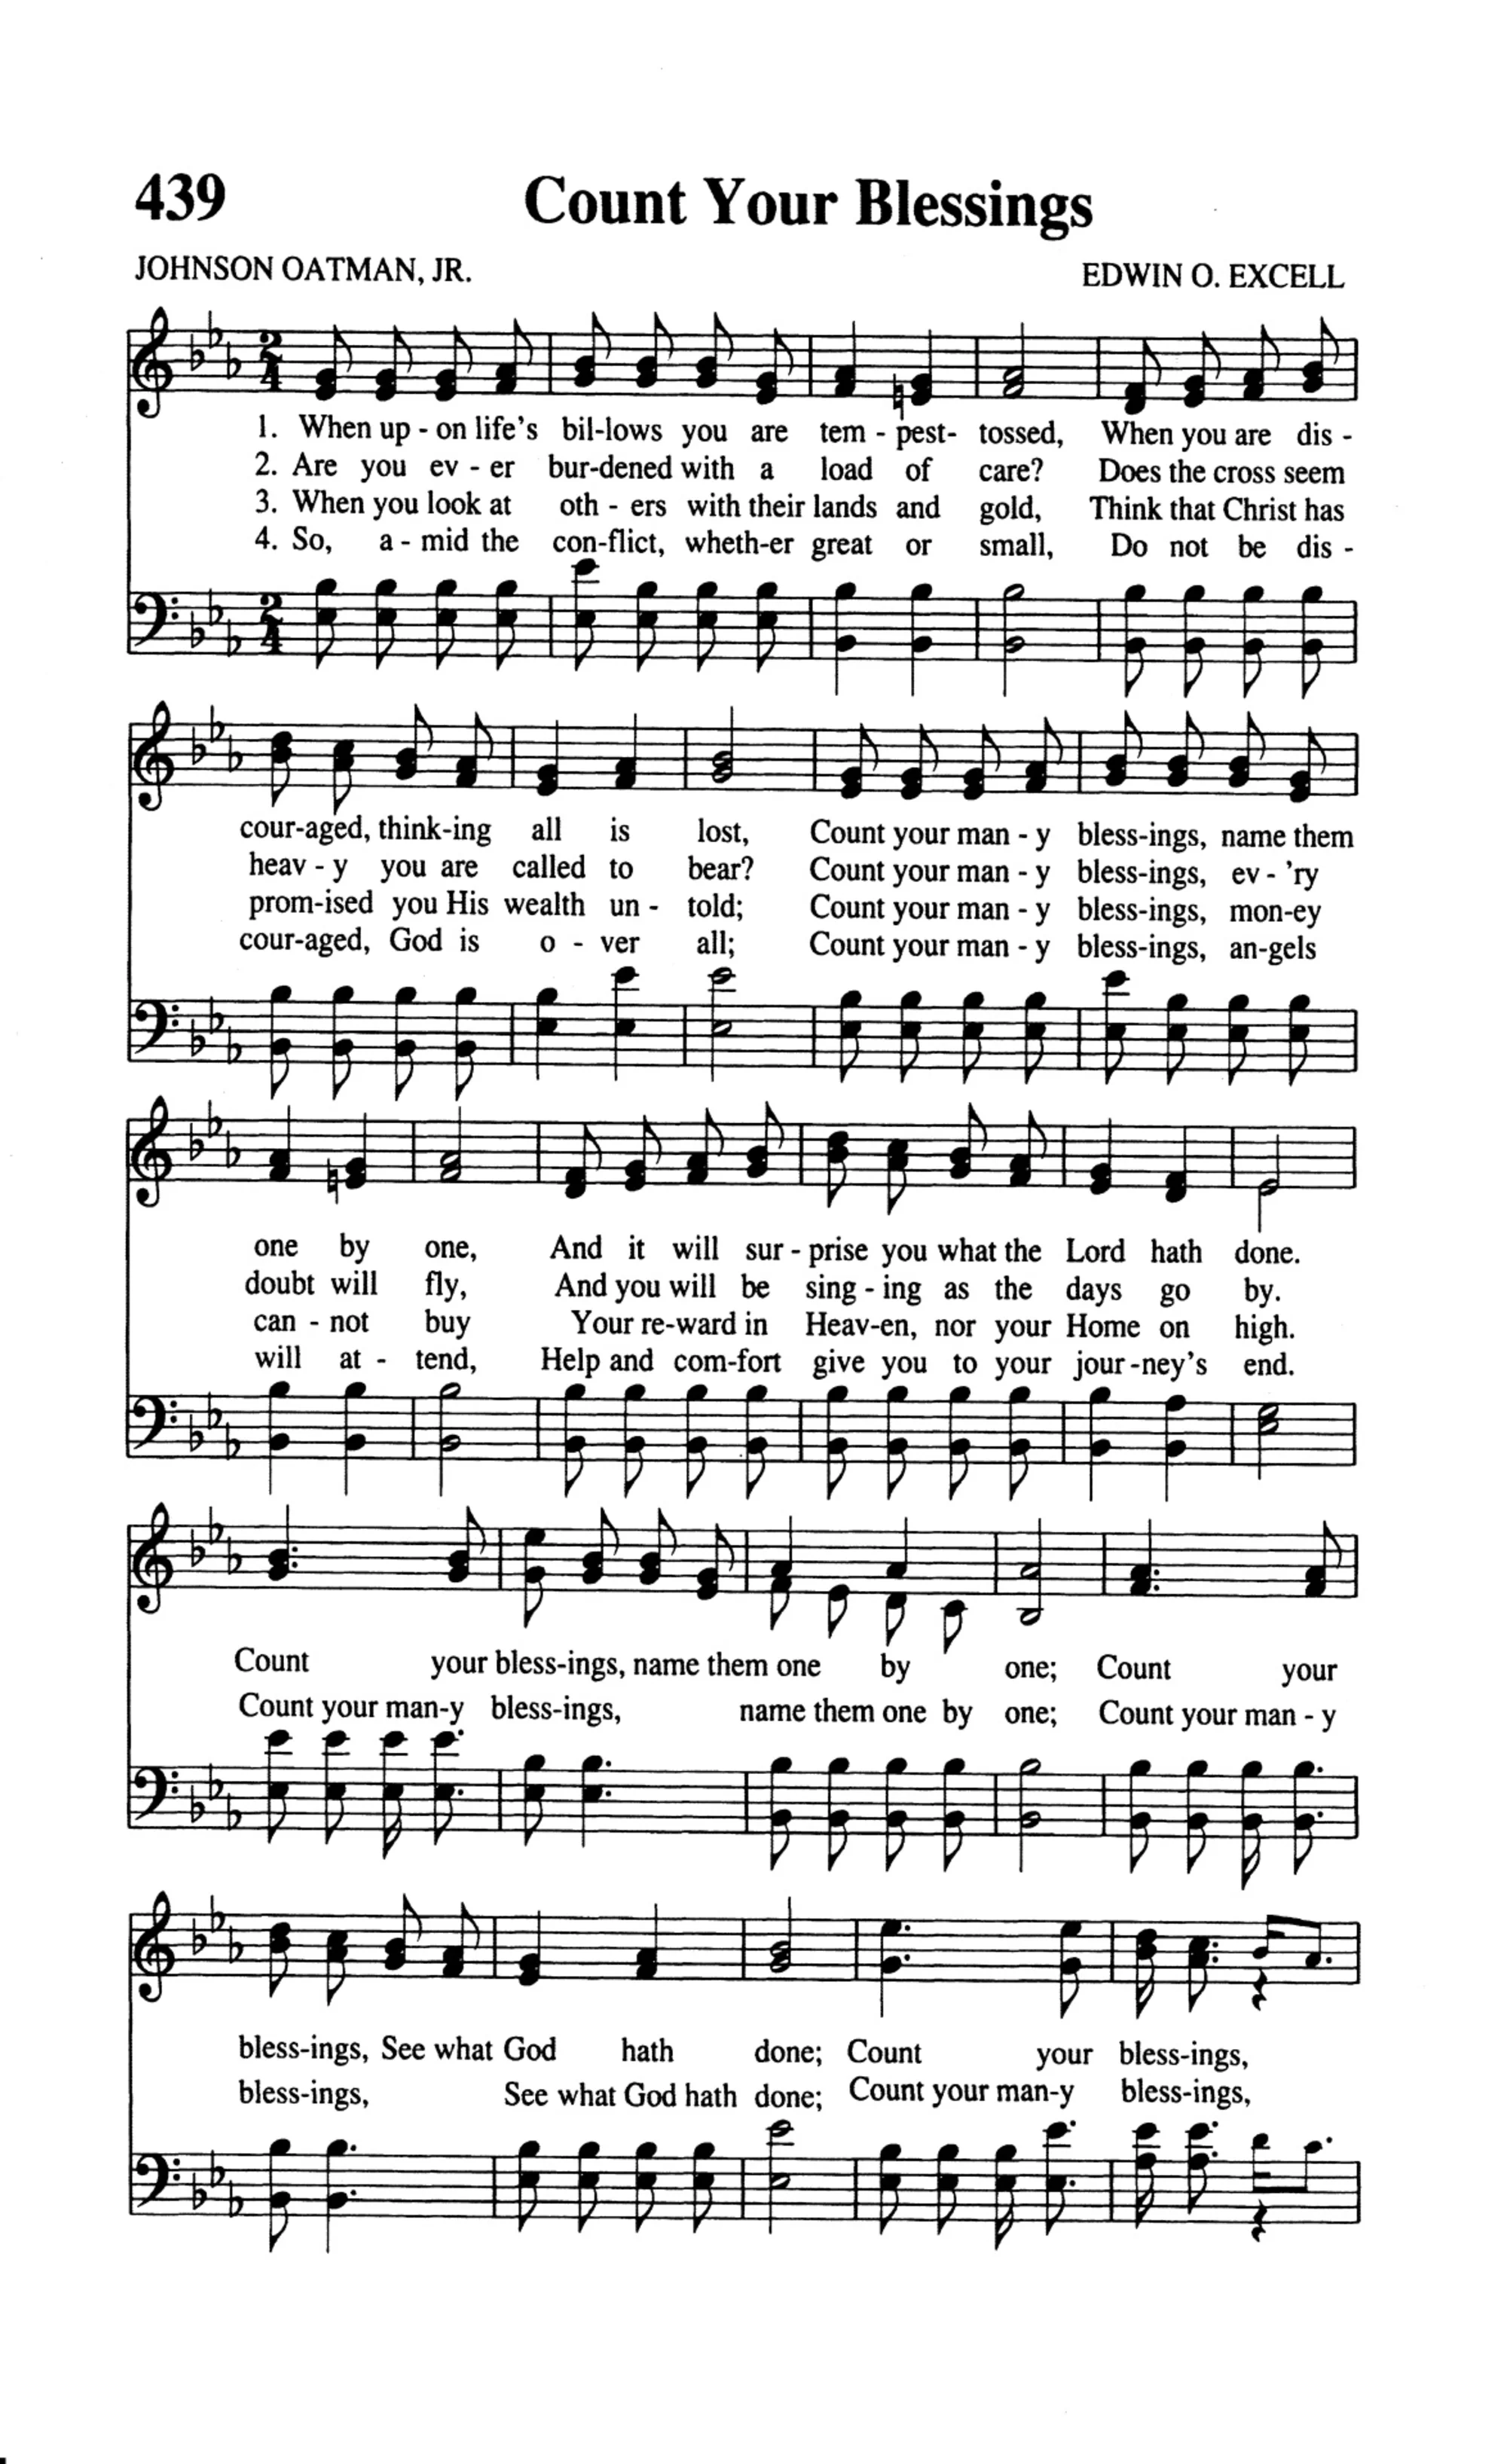 439
Count Your Blessings
JOHNSON OATMAN, JR.
EDWIN O. EXCELL
1. When up - on life's bil-lows you are tem - pest- tossed, When you are dis -
2. Are you ev - er bur-dened with a load of care? Does the cross seem
3. When you look at oth - ers with their lands and gold, Think that Christ has
4. So, a - mid the con-flict, wheth-er great or small, Do not be dis -
cour-aged, think-ing all is lost, Count your man - y bless-ings, name them
heav - y you are called to bear? Count your man - y bless-ings, ev - 'ry
prom-ised you His wealth un - told; Count your man - y bless-ings, mon-ey
cour-aged, God is o - ver all; Count your man - y bless-ings, an-gels
one by one, And it will sur - prise you what the Lord hath done.
doubt will fly, And you will be sing - ing as the days go by.
can - not buy Your re-ward in Heav-en, nor your Home on high.
will at - tend, Help and com-fort give you to your jour -ney's end.
Count your bless-ings, name them one by one; Count your
Count your man-y bless-ings, name them one by one; Count your man - y
bless-ings, See what God hath done; Count your bless-ings,
bless-ings, See what God hath done; Count your man-y bless-ings,